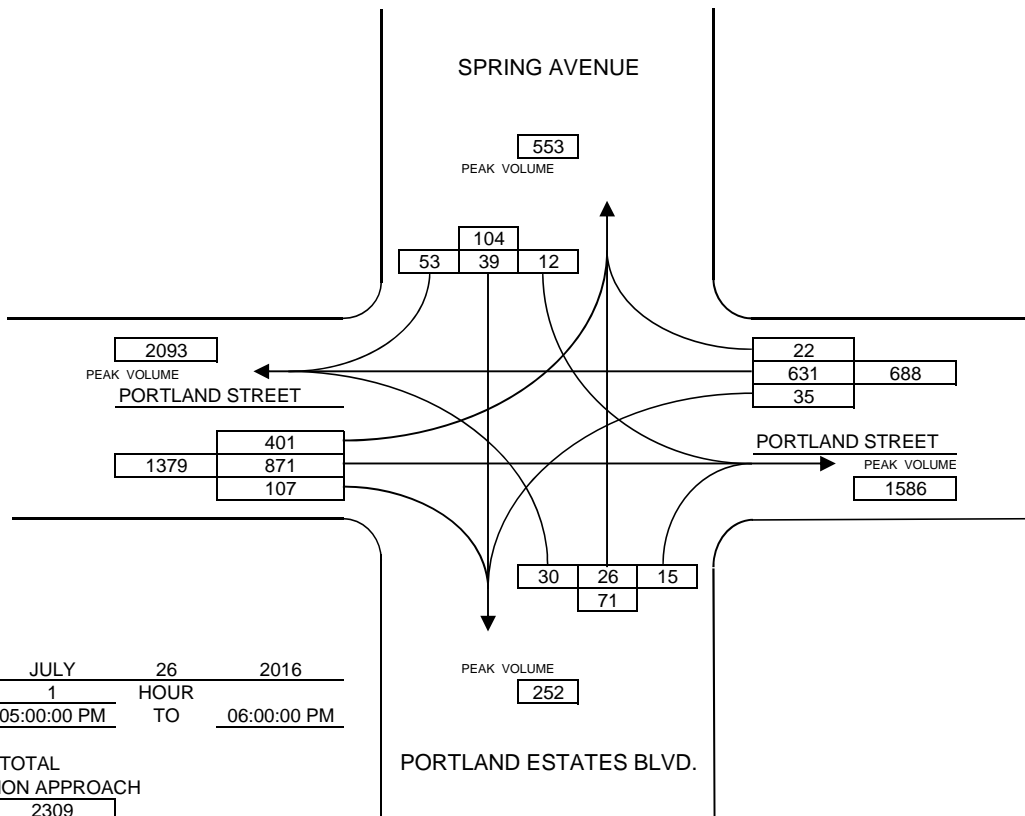 SPRING AVENUE
553
PEAK VOLUME
104
53 39 12
2093
PEAK VOLUME
PORTLAND STREET
22
631 688
35
401
1379 871
107
PORTLAND STREET
PEAK VOLUME
1586
30 26 15
71
PEAK VOLUME
252
JULY 26 2016
1 HOUR
05:00:00 PM TO 06:00:00 PM
TOTAL
ION APPROACH
2309
PORTLAND ESTATES BLVD.